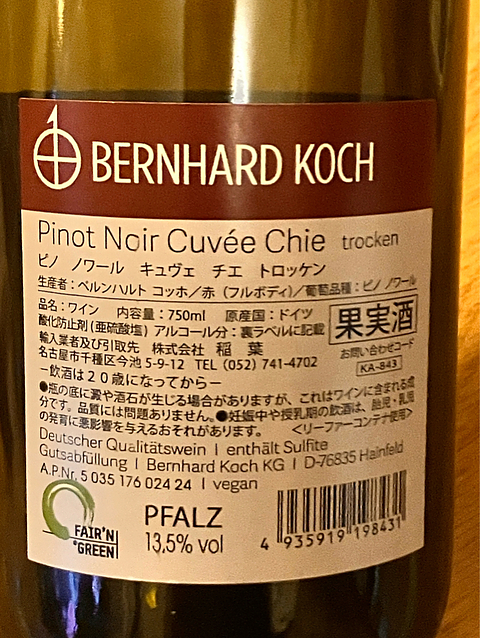 BERNHARD KOCH
Pinot Noir Cuvée Chie trocken
ピノ ノワール キュヴェ チエ トロッケン
生産者：ベルンハルト コッホ／赤（フルボディ）／葡萄品種：ピノ ノワール
品名：ワイン 内容量：750ml 原産国：ドイツ
酸化防止剤(亜硫酸塩) アルコール分：裏ラベルに記載
果実酒
輸入業者及び引取先 株式会社 稲葉
お問い合わせコード
名古屋市千種区今池5-9-12 TEL (052) 741-4702
KA-843
−飲酒は20歳になってから−
●瓶の底に澱や酒石が生じる場合がありますが、これはワインに含まれる成
分です。品質には問題ありません。●妊娠中や授乳期の飲酒は、胎児・乳児
の発育に悪影響を与えるおそれがあります。 <リーファーコンテナ使用>
Deutscher Qualitätswein | enthält Sulfite
Gutsabfüllung | Bernhard Koch KG | D-76835 Hainfeld
A.P.Nr. 5 035 176 024 24 | vegan
FAIR'N
GREEN
PFALZ
13,5% vol
4 935919 198431